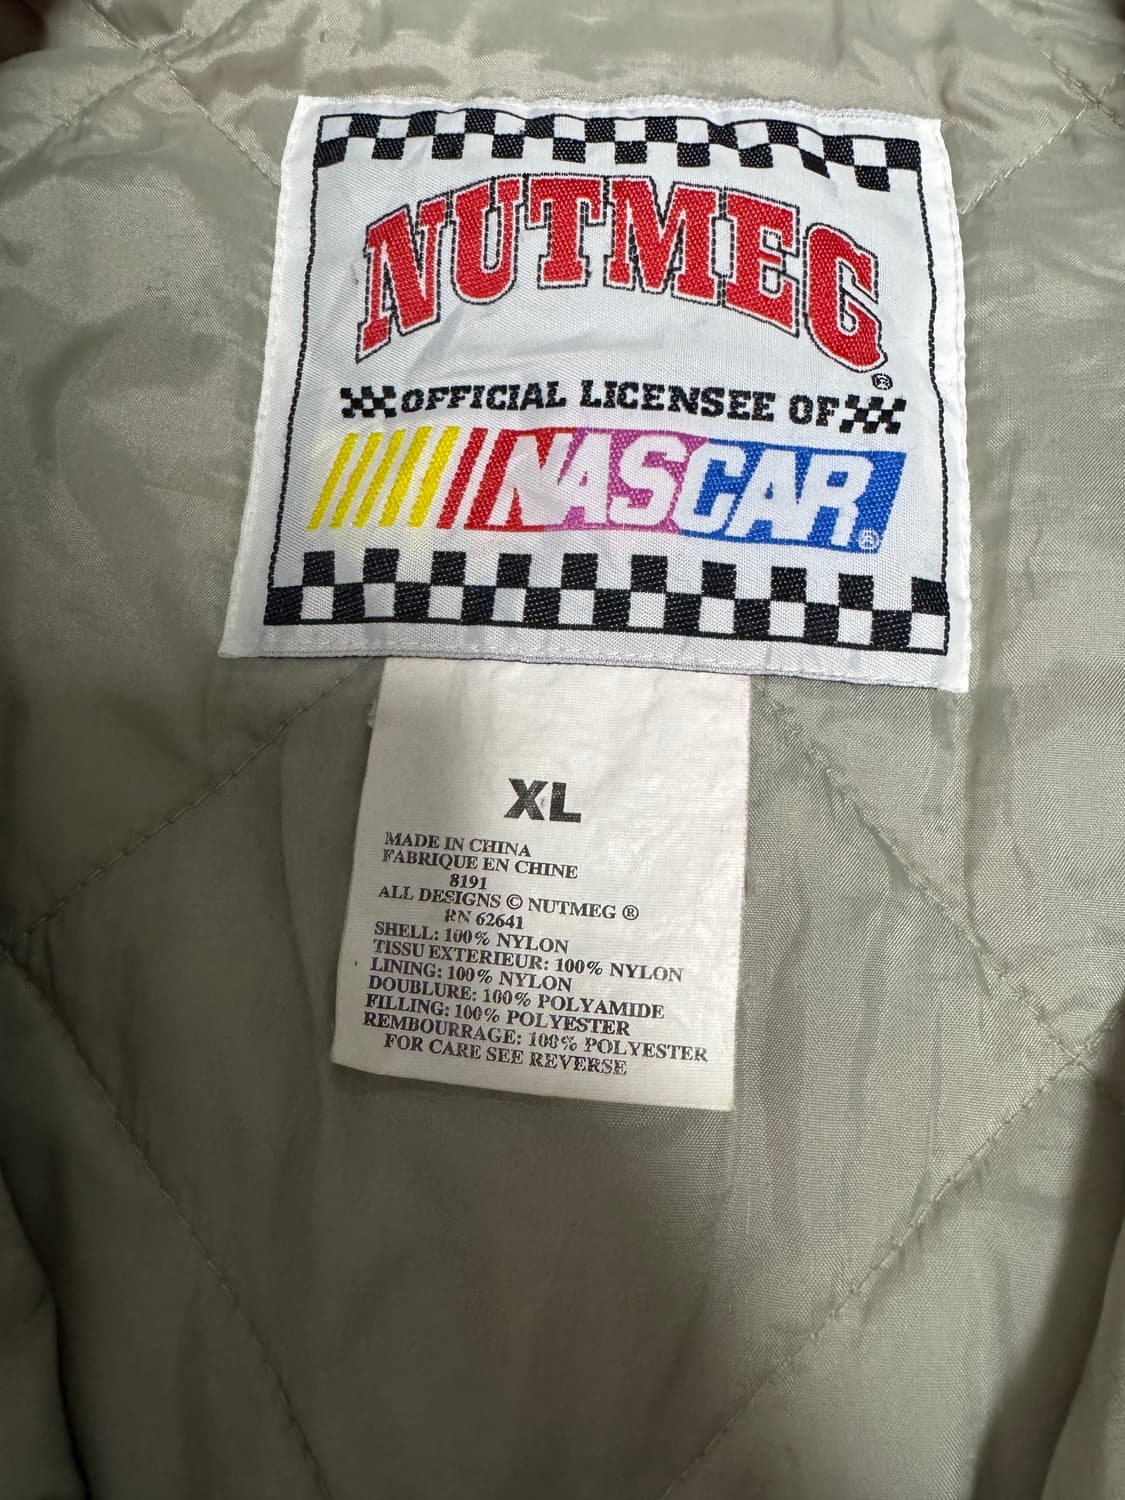 NUTMEG®
OFFICIAL LICENSEE OF
NASCAR®
XL
MADE IN CHINA
FABRIQUE EN CHINE
8191
ALL DESIGNS © NUTMEG ®
RN 62641
SHELL: 100% NYLON
TISSU EXTERIEUR: 100% NYLON
LINING: 100% NYLON
DOUBLURE: 100% POLYAMIDE
FILLING: 100% POLYESTER
REMBOURRAGE: 100% POLYESTER
FOR CARE SEE REVERSE